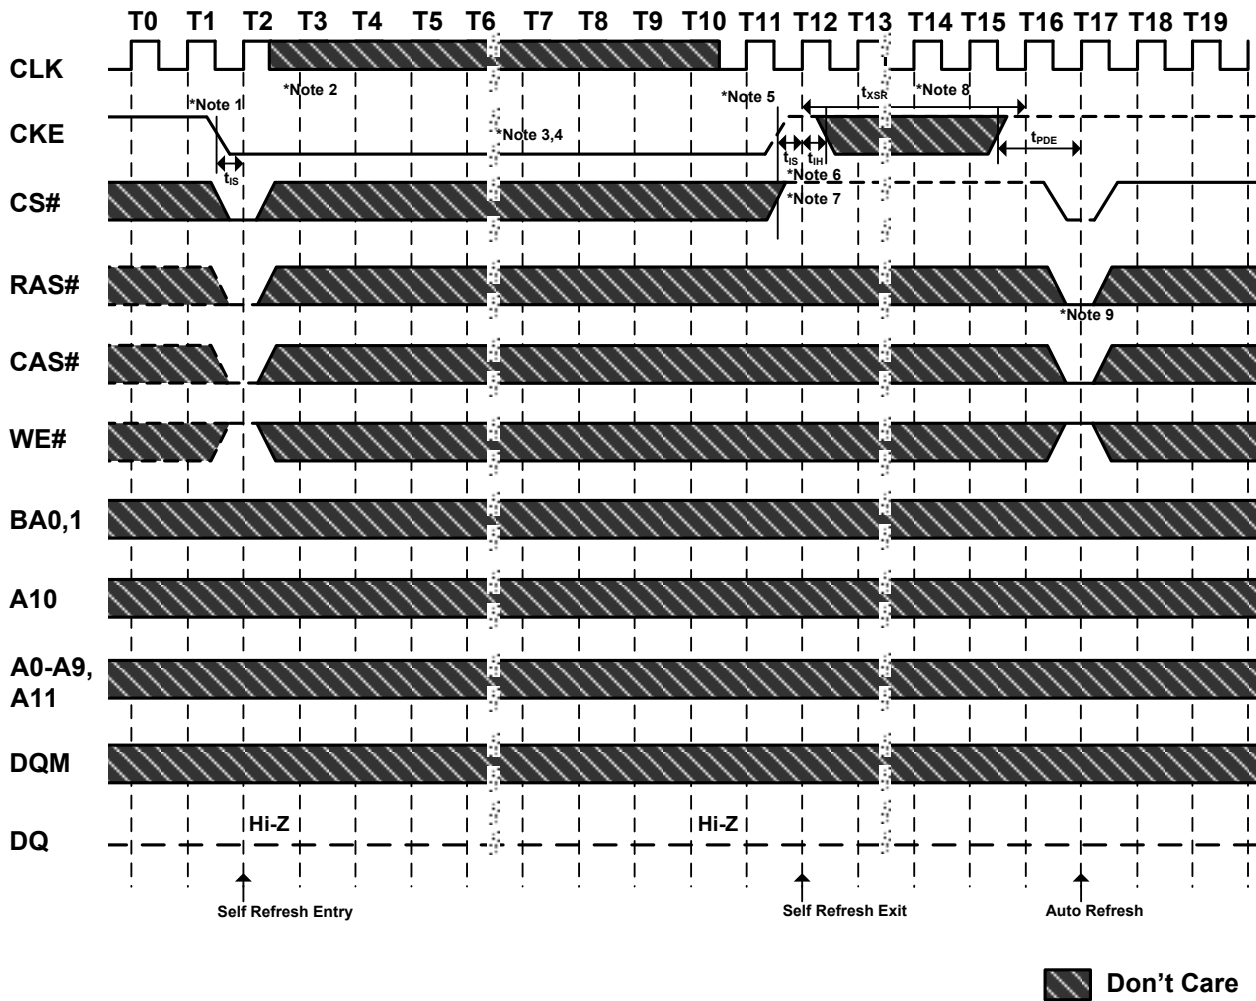 T0 T1 T2 T3 T4 T5 T6 T7 T8 T9 T10 T11 T12 T13 T14 T15 T16 T17 T18 T19
CLK
*Note 1 *Note 2 *Note 5 tXSR *Note 8
CKE
*Note 3,4
tPDE
tIS tIS tIH
*Note 6
CS#
*Note 7
RAS#
*Note 9
CAS#
WE#
BA0,1
A10
A0-A9,
A11
DQM
Hi-Z Hi-Z
DQ
Self Refresh Entry Self Refresh Exit Auto Refresh
Don't Care